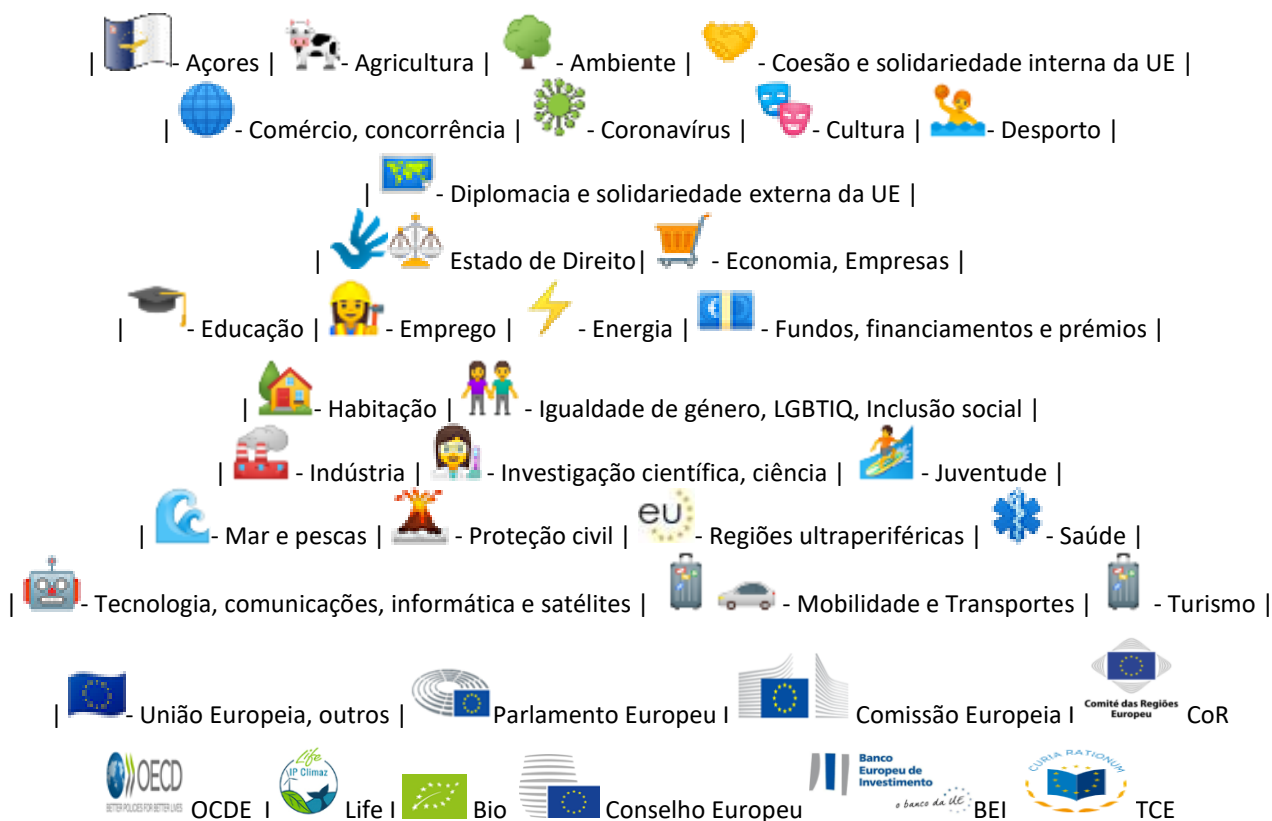 | - Açores | - Agricultura | - Ambiente | - Coesão e solidariedade interna da UE |
| - Comércio, concorrência | - Coronavírus | - Cultura | - Desporto |
| - Diplomacia e solidariedade externa da UE |
| Estado de Direito| - Economia, Empresas |
| - Educação | - Emprego | - Energia | - Fundos, financiamentos e prémios |
| - Habitação | - Igualdade de género, LGBTIQ, Inclusão social |
| - Indústria | - Investigação científica, ciência | - Juventude |
| - Mar e pescas | - Proteção civil | eu - Regiões ultraperiféricas | - Saúde |
| - Tecnologia, comunicações, informática e satélites | - Mobilidade e Transportes | - Turismo |
| - União Europeia, outros | Parlamento Europeu I Comissão Europeia I Comité das Regiões Europeu CoR
OECD BETTER POLICIES FOR BETTER LIVES OCDE I Life IP Climaz Life I Bio Conselho Europeu Banco Europeu de Investimento o banco da UE BEI CURIA RATIONUM TCE